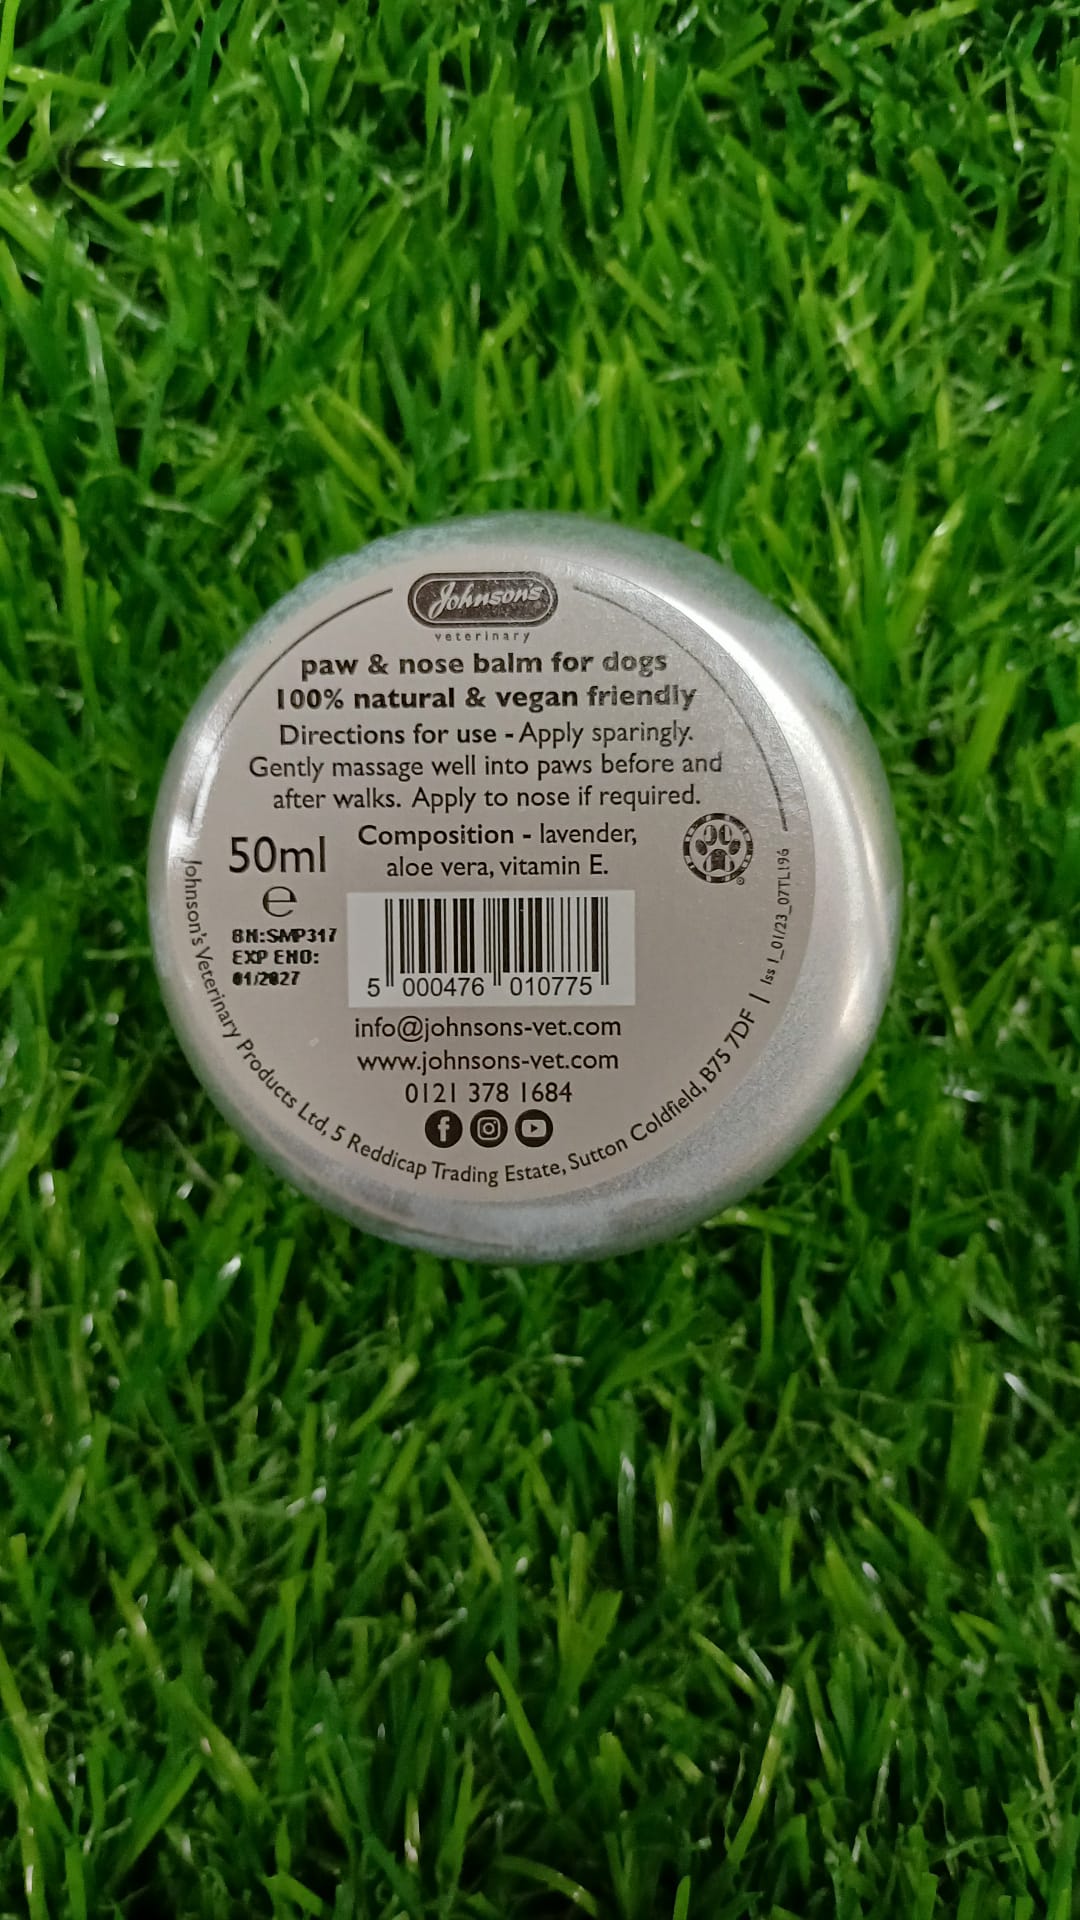 Johnson's
veterinary
paw & nose balm for dogs
100% natural & vegan friendly
Directions for use - Apply sparingly.
Gently massage well into paws before and
after walks. Apply to nose if required.
50ml
Composition - lavender,
aloe vera, vitamin E.
e
BN:SMP317
EXP END:
01/2027
5 000476 010775
info@johnsons-vet.com
www.johnsons-vet.com
0121 378 1684
Johnson's Veterinary Products Ltd, 5 Reddicap Trading Estate, Sutton Coldfield, B75 7DF | Iss 1_01/23_07TL196